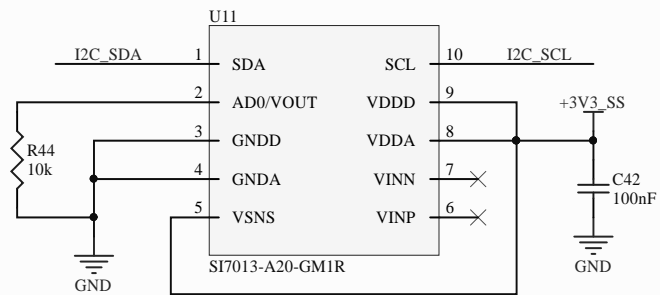 U11
I2C_SDA 1 SDA SCL 10 I2C_SCL
2 AD0/VOUT VDDD 9
+3V3_SS
3 GNDD VDDA 8
R44
10k
4 GNDA VINN 7
C42
100nF
5 VSNS VINP 6
SI7013-A20-GM1R
GND
GND